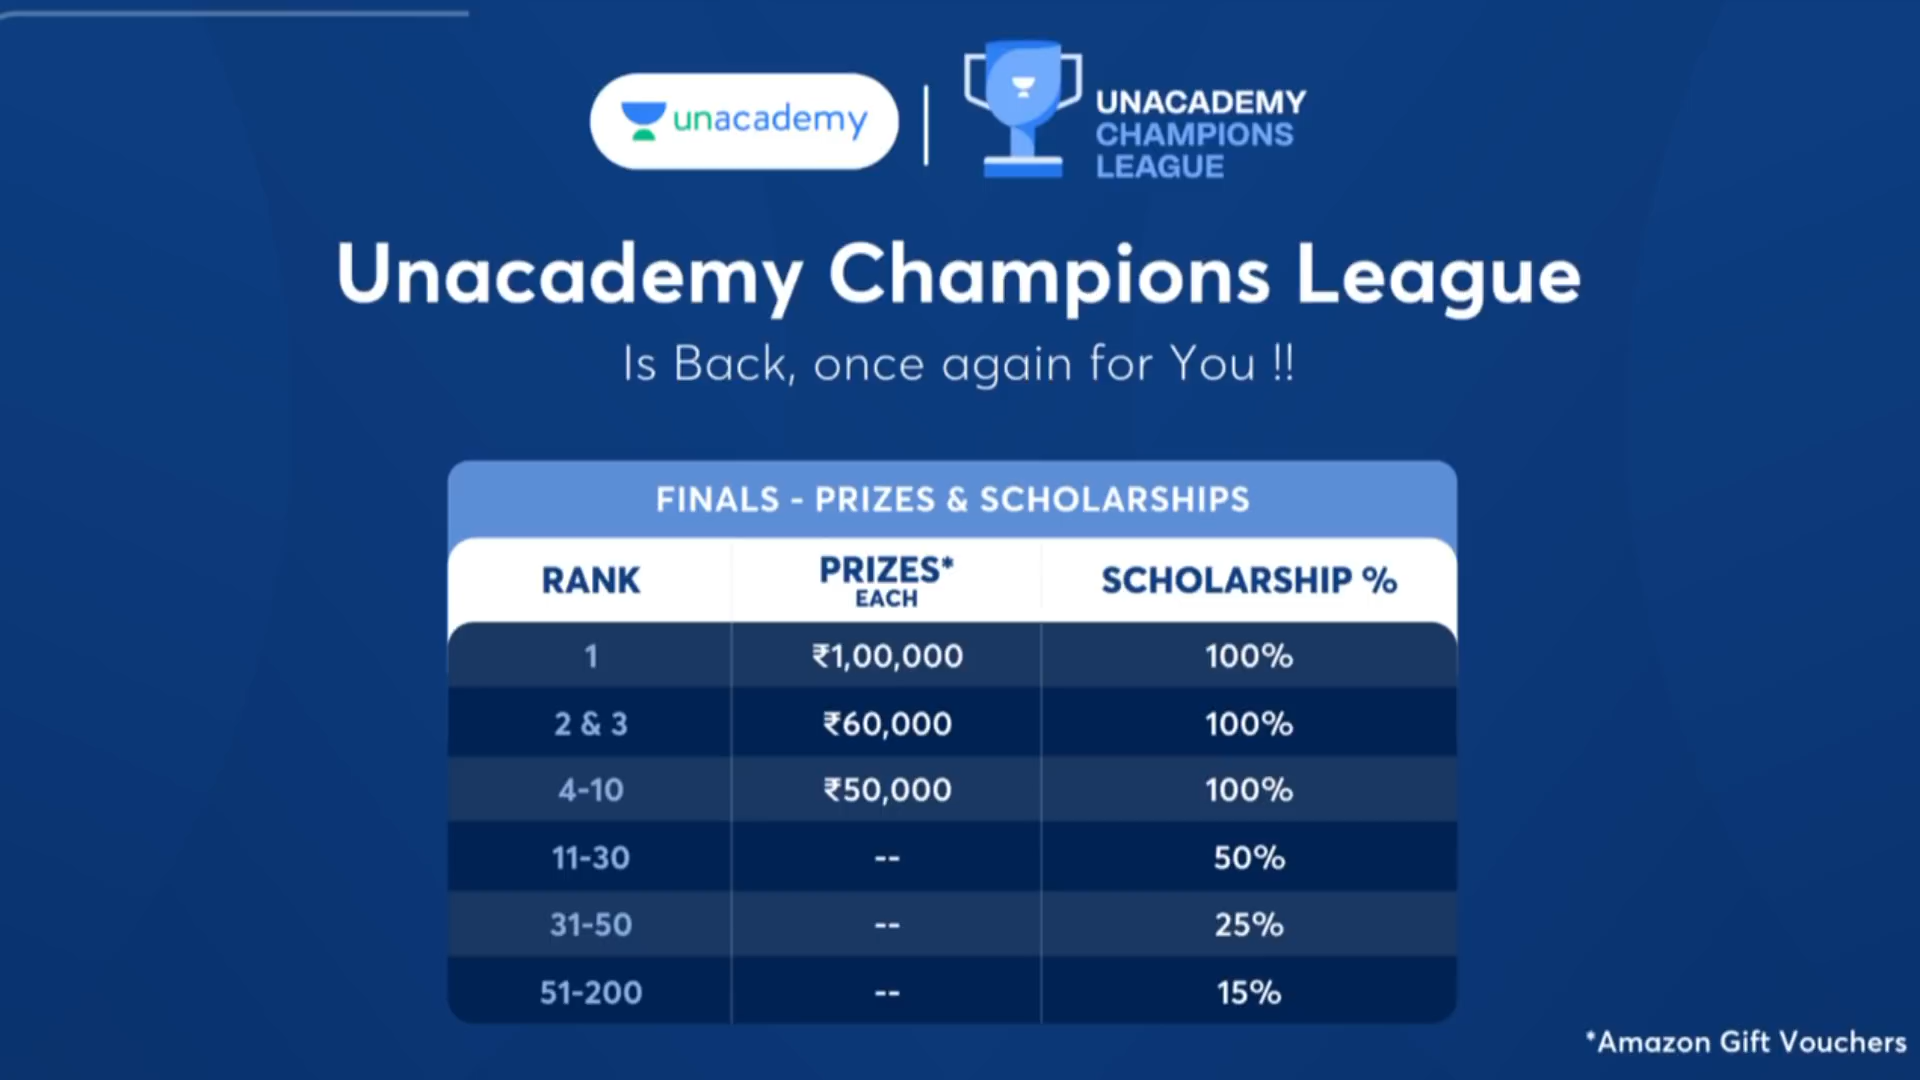 unacademy
UNACADEMY
CHAMPIONS
LEAGUE
Unacademy Champions League
Is Back, once again for You !!
FINALS - PRIZES & SCHOLARSHIPS
RANK PRIZES* EACH SCHOLARSHIP %
1 ₹1,00,000 100%
2 & 3 ₹60,000 100%
4-10 ₹50,000 100%
11-30 -- 50%
31-50 -- 25%
51-200 -- 15%
*Amazon Gift Vouchers